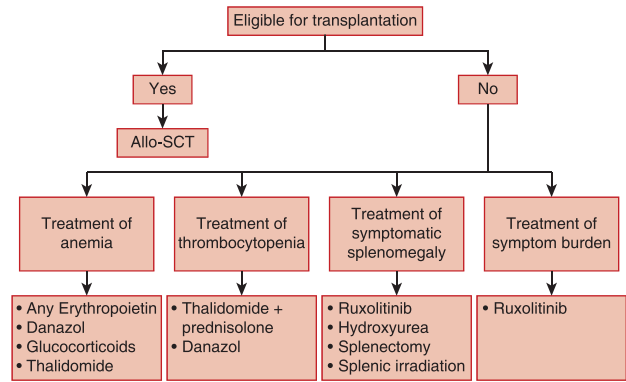 Eligible for transplantation
Yes
No
Allo-SCT
Treatment of
anemia
Treatment of
thrombocytopenia
Treatment of
symptomatic
splenomegaly
Treatment of
symptom burden
• Any Erythropoietin
• Danazol
• Glucocorticoids
• Thalidomide
• Thalidomide +
prednisolone
• Danazol
• Ruxolitinib
• Hydroxyurea
• Splenectomy
• Splenic irradiation
• Ruxolitinib